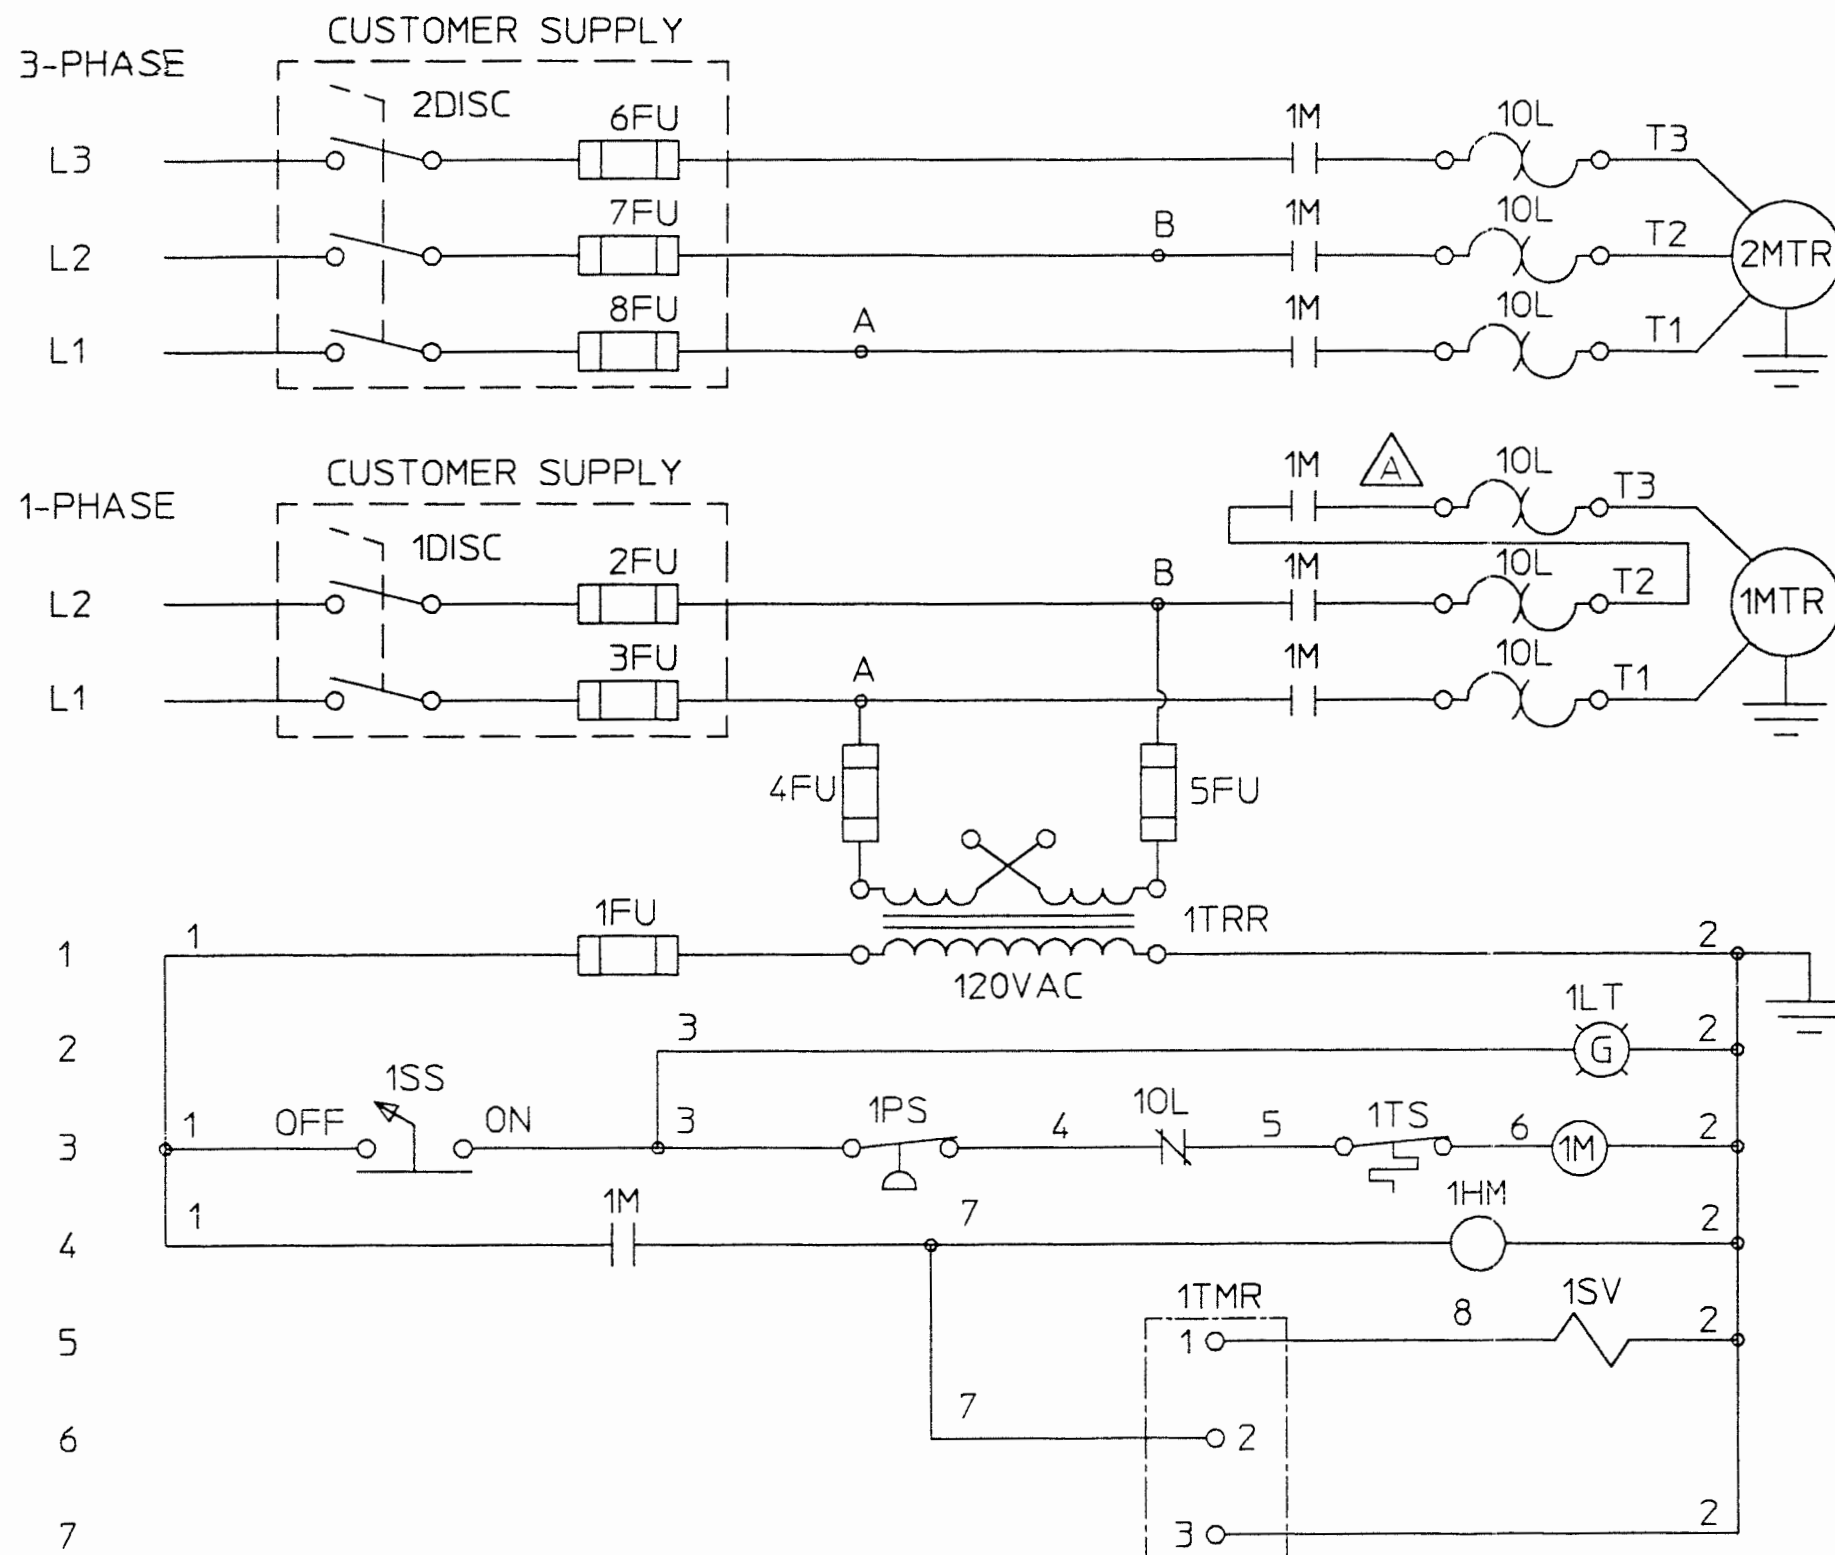 CUSTOMER SUPPLY
3-PHASE
2DISC
6FU
1M
1OL
T3
L3
7FU
B
1M
1OL
T2
L2
2MTR
8FU
A
1M
1OL
T1
L1
CUSTOMER SUPPLY
1-PHASE
1M
A
1OL
T3
1DISC
2FU
B
1M
1OL
T2
L2
1MTR
3FU
A
1M
1OL
T1
L1
4FU
5FU
1FU
1TRR
1
1
2
120VAC
1LT
2
3
G
2
1SS
3
1
OFF
ON
3
1PS
4
1OL
5
1TS
6
1M
2
4
1
1M
7
1HM
2
1TMR
5
1
8
1SV
2
6
7
2
7
3
2